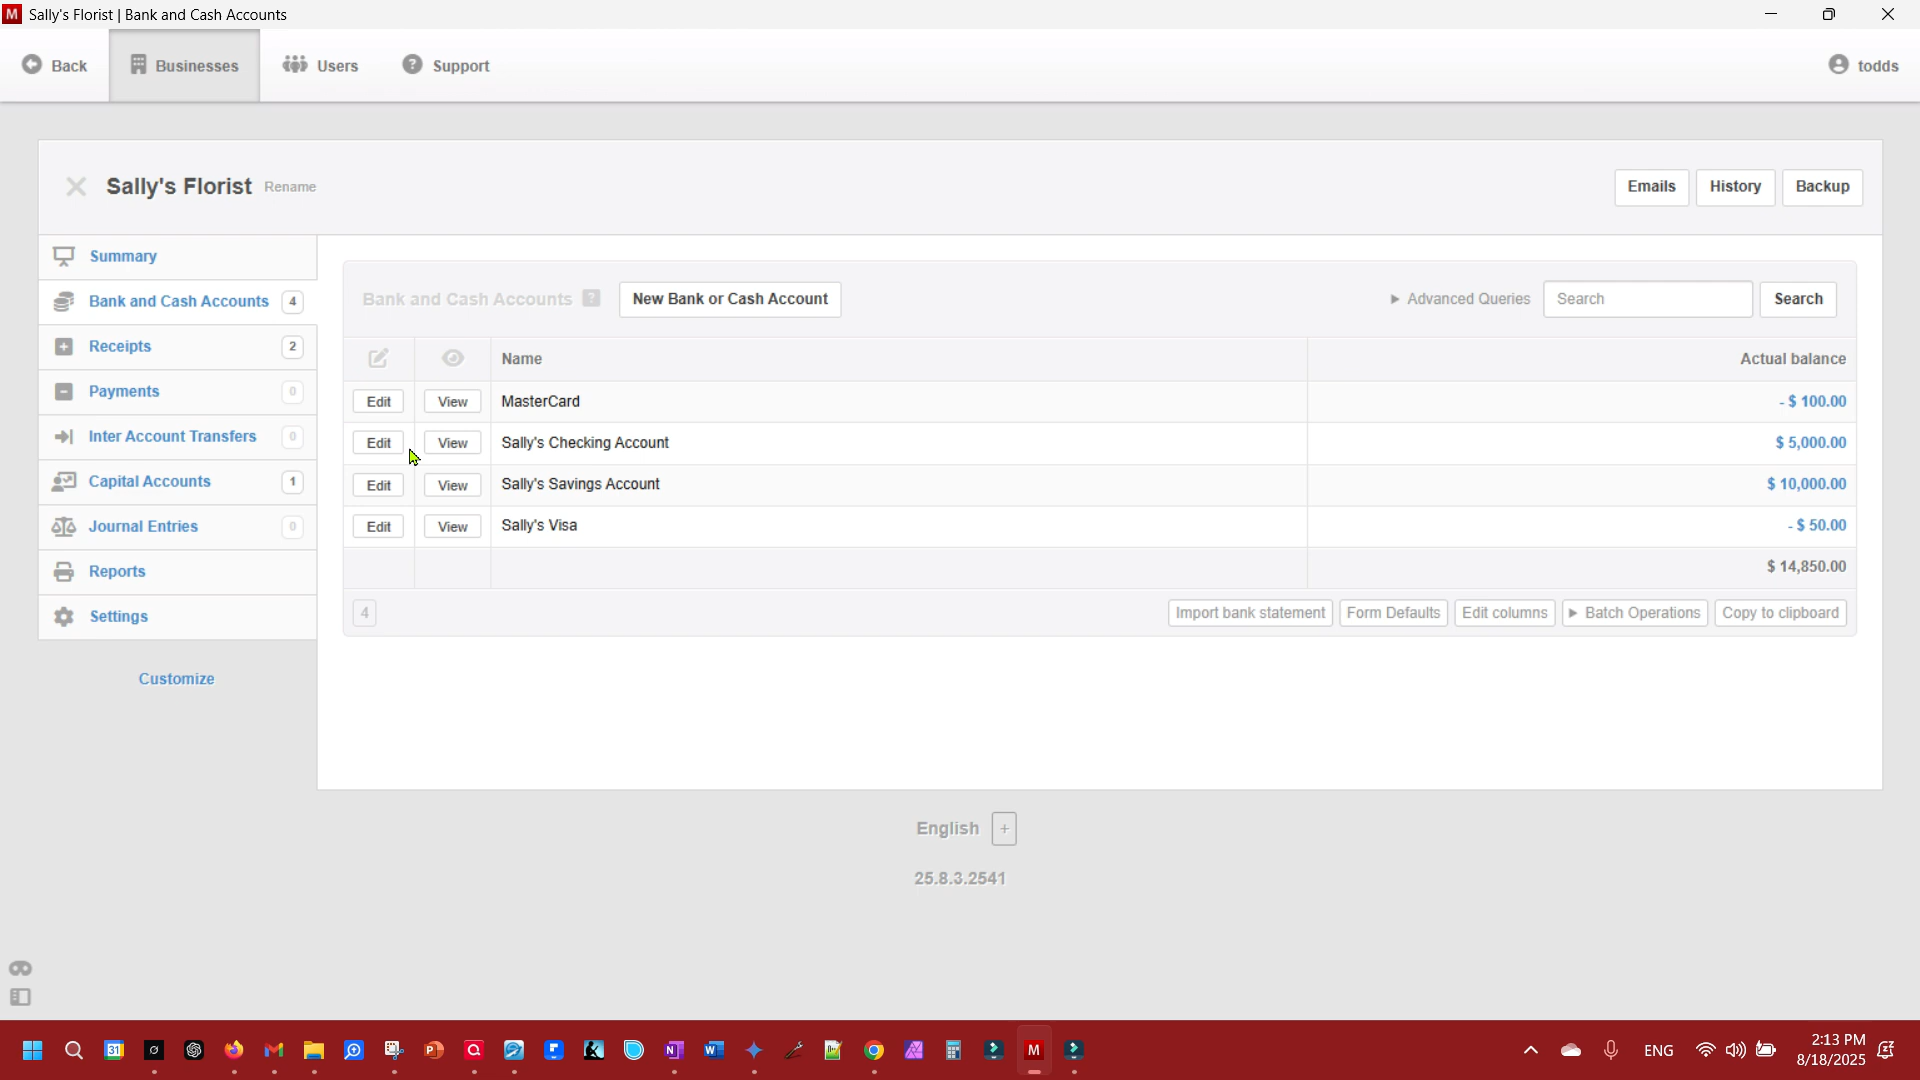 M Sally's Florist | Bank and Cash Accounts
Back Businesses Users Support todds
Sally's Florist Rename Emails History Backup
Summary
Bank and Cash Accounts 4
Receipts 2
Payments 0
Inter Account Transfers 0
Capital Accounts 1
Journal Entries 0
Reports
Settings
Customize
Bank and Cash Accounts ? New Bank or Cash Account ▶ Advanced Queries Search Search
Name Actual balance
Edit View MasterCard - $ 100.00
Edit View Sally's Checking Account $ 5,000.00
Edit View Sally's Savings Account $ 10,000.00
Edit View Sally's Visa - $ 50.00
$ 14,850.00
4 Import bank statement Form Defaults Edit columns ▶ Batch Operations Copy to clipboard
English +
25.8.3.2541
31 P N W M ENG 2:13 PM
8/18/2025